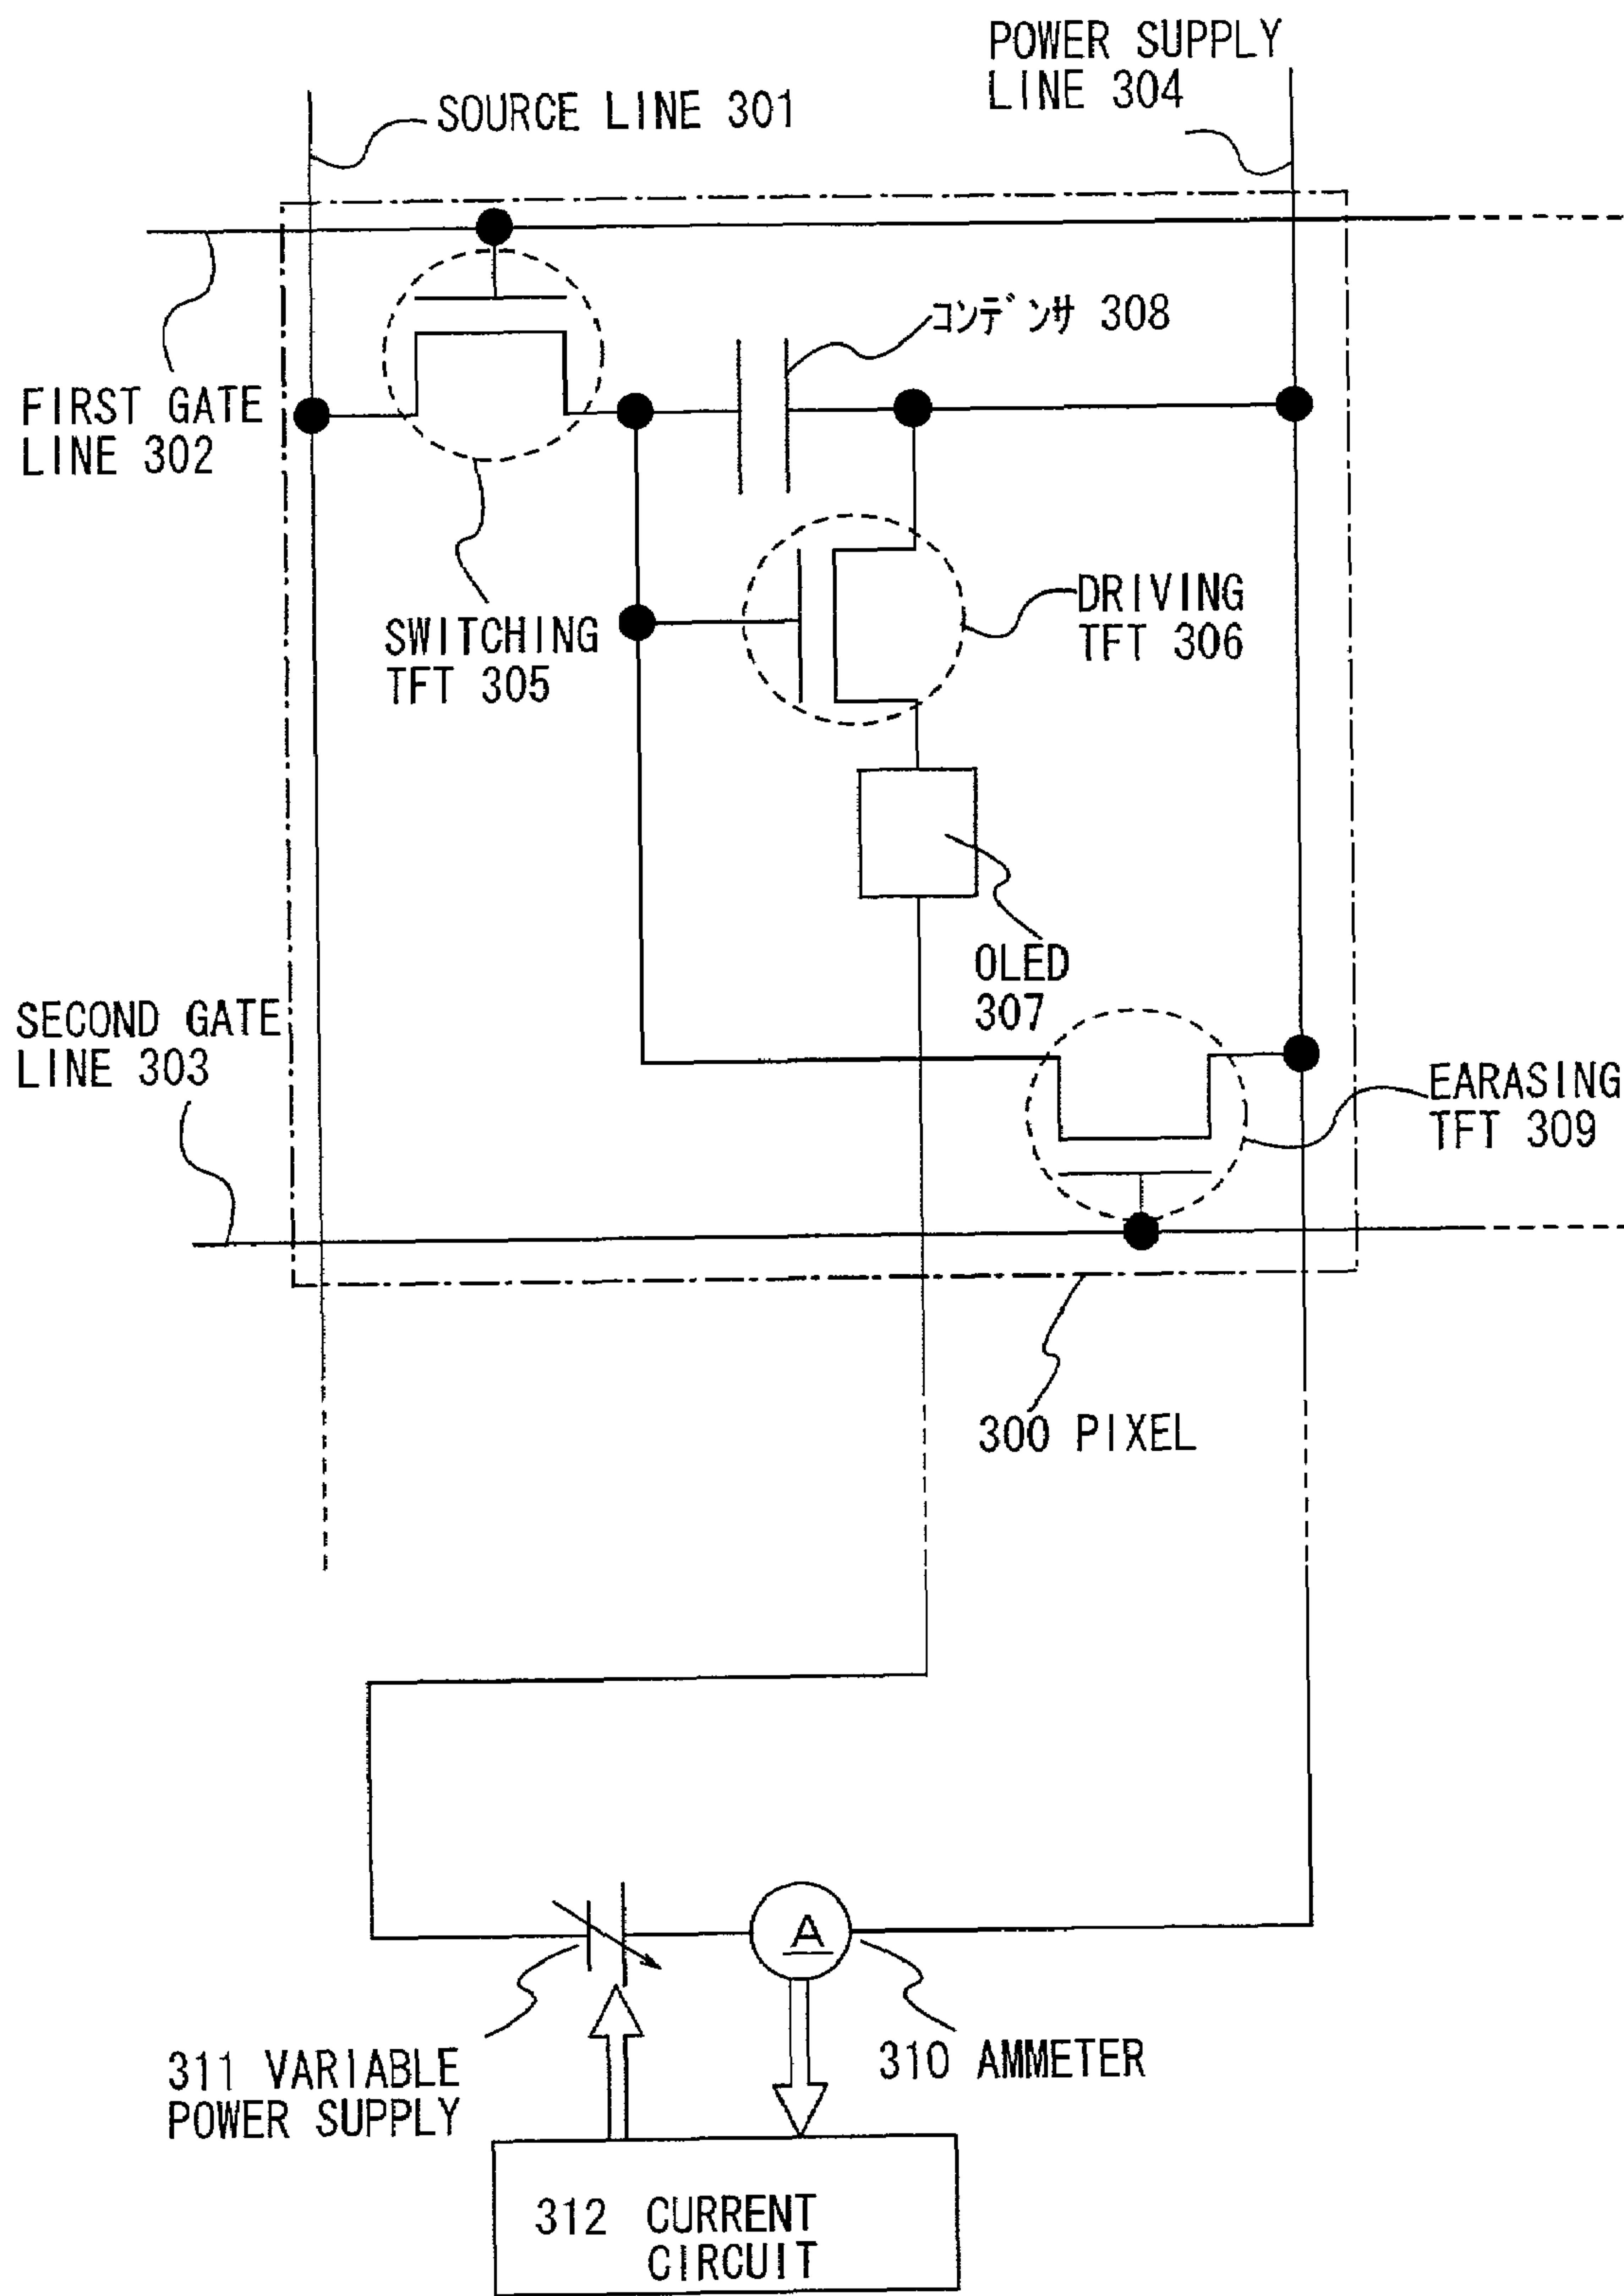 POWER SUPPLY
LINE 304
SOURCE LINE 301
コンデンサ 308
FIRST GATE
LINE 302
DRIVING
TFT 306
SWITCHING
TFT 305
OLED
307
SECOND GATE
LINE 303
EARASING
TFT 309
300 PIXEL
A
311 VARIABLE
POWER SUPPLY
310 AMMETER
312 CURRENT
CIRCUIT